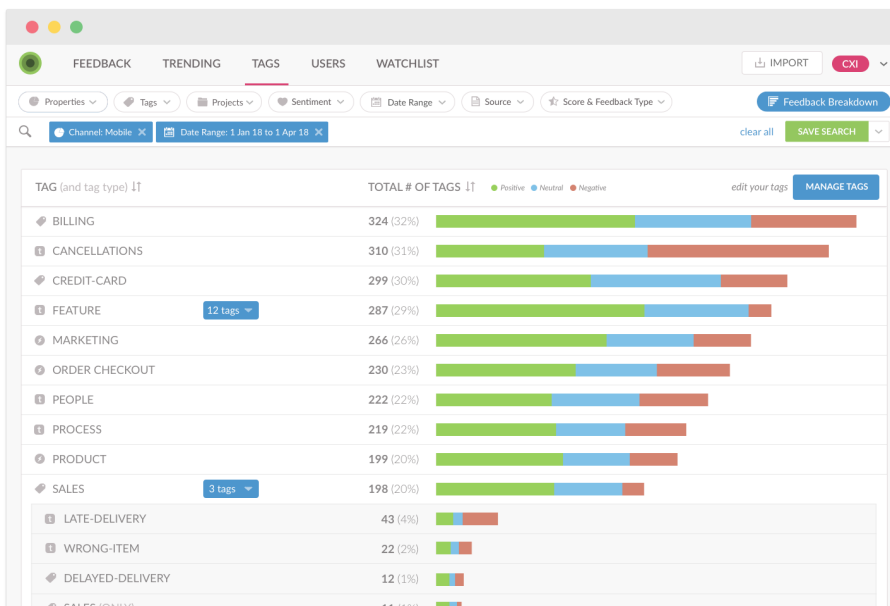 FEEDBACK TRENDING TAGS USERS WATCHLIST IMPORT CXI
Properties Tags Projects Sentiment Date Range Source Score & Feedback Type Feedback Breakdown
Channel: Mobile Date Range: 1 Jan 18 to 1 Apr 18 clear all SAVE SEARCH
TAG (and tag type) TOTAL # OF TAGS Positive Neutral Negative edit your tags MANAGE TAGS
BILLING 324 (32%)
CANCELLATIONS 310 (31%)
CREDIT-CARD 299 (30%)
FEATURE 12 tags 287 (29%)
MARKETING 266 (26%)
ORDER CHECKOUT 230 (23%)
PEOPLE 222 (22%)
PROCESS 219 (22%)
PRODUCT 199 (20%)
SALES 3 tags 198 (20%)
t LATE-DELIVERY 43 (4%)
WRONG-ITEM 22 (2%)
DELAYED-DELIVERY 12 (1%)
SALES (ONLY) 11 (1%)